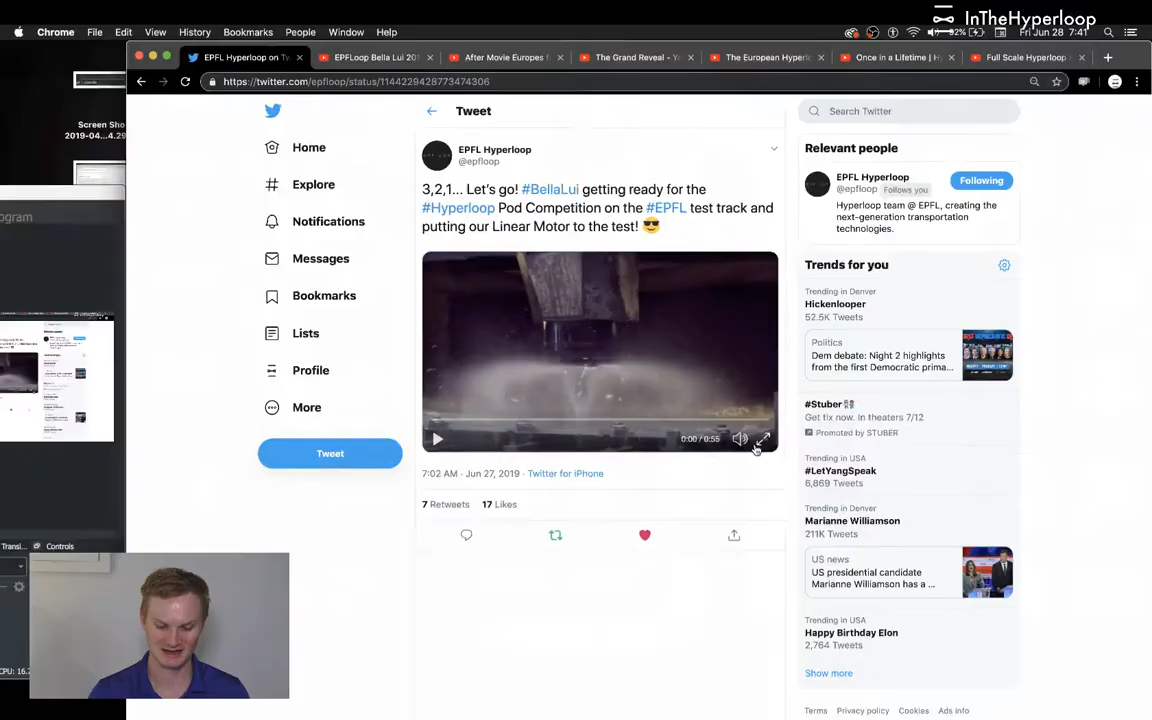 InTheHyperloop
Chrome File Edit View History Bookmarks People Window Help
92% Fri Jun 28 7:41
EPFL Hyperloop on Tw
EPFLoop Bella Lui 201
After Movie Europes f
The Grand Reveal - Yo
The European Hyperlo
Once in a Lifetime | H
Full Scale Hyperloop
https://twitter.com/epfloop/status/1144229428773474306
Screen Sho
2019-04...4.29
ogram
Transi...
Controls
CPU: 16.7
Home
Explore
Notifications
Messages
Bookmarks
Lists
Profile
More
Tweet
Tweet
EPFL Hyperloop
@epfloop
3,2,1... Let's go! #BellaLui getting ready for the
#Hyperloop Pod Competition on the #EPFL test track and
putting our Linear Motor to the test! 😎
0:00 / 0:55
7:02 AM · Jun 27, 2019 · Twitter for iPhone
7 Retweets 17 Likes
Search Twitter
Relevant people
EPFL Hyperloop
@epfloop Follows you
Following
Hyperloop team @ EPFL, creating the
next-generation transportation
technologies.
Trends for you
Trending in Denver
Hickenlooper
52.5K Tweets
Politics
Dem debate: Night 2 highlights
from the first Democratic prima...
#Stuber
Get tix now. In theaters 7/12
Promoted by STUBER
Trending in USA
#LetYangSpeak
6,869 Tweets
Trending in Denver
Marianne Williamson
211K Tweets
US news
US presidential candidate
Marianne Williamson has a ...
Trending in USA
Happy Birthday Elon
2,764 Tweets
Show more
Terms Privacy policy Cookies Ads info